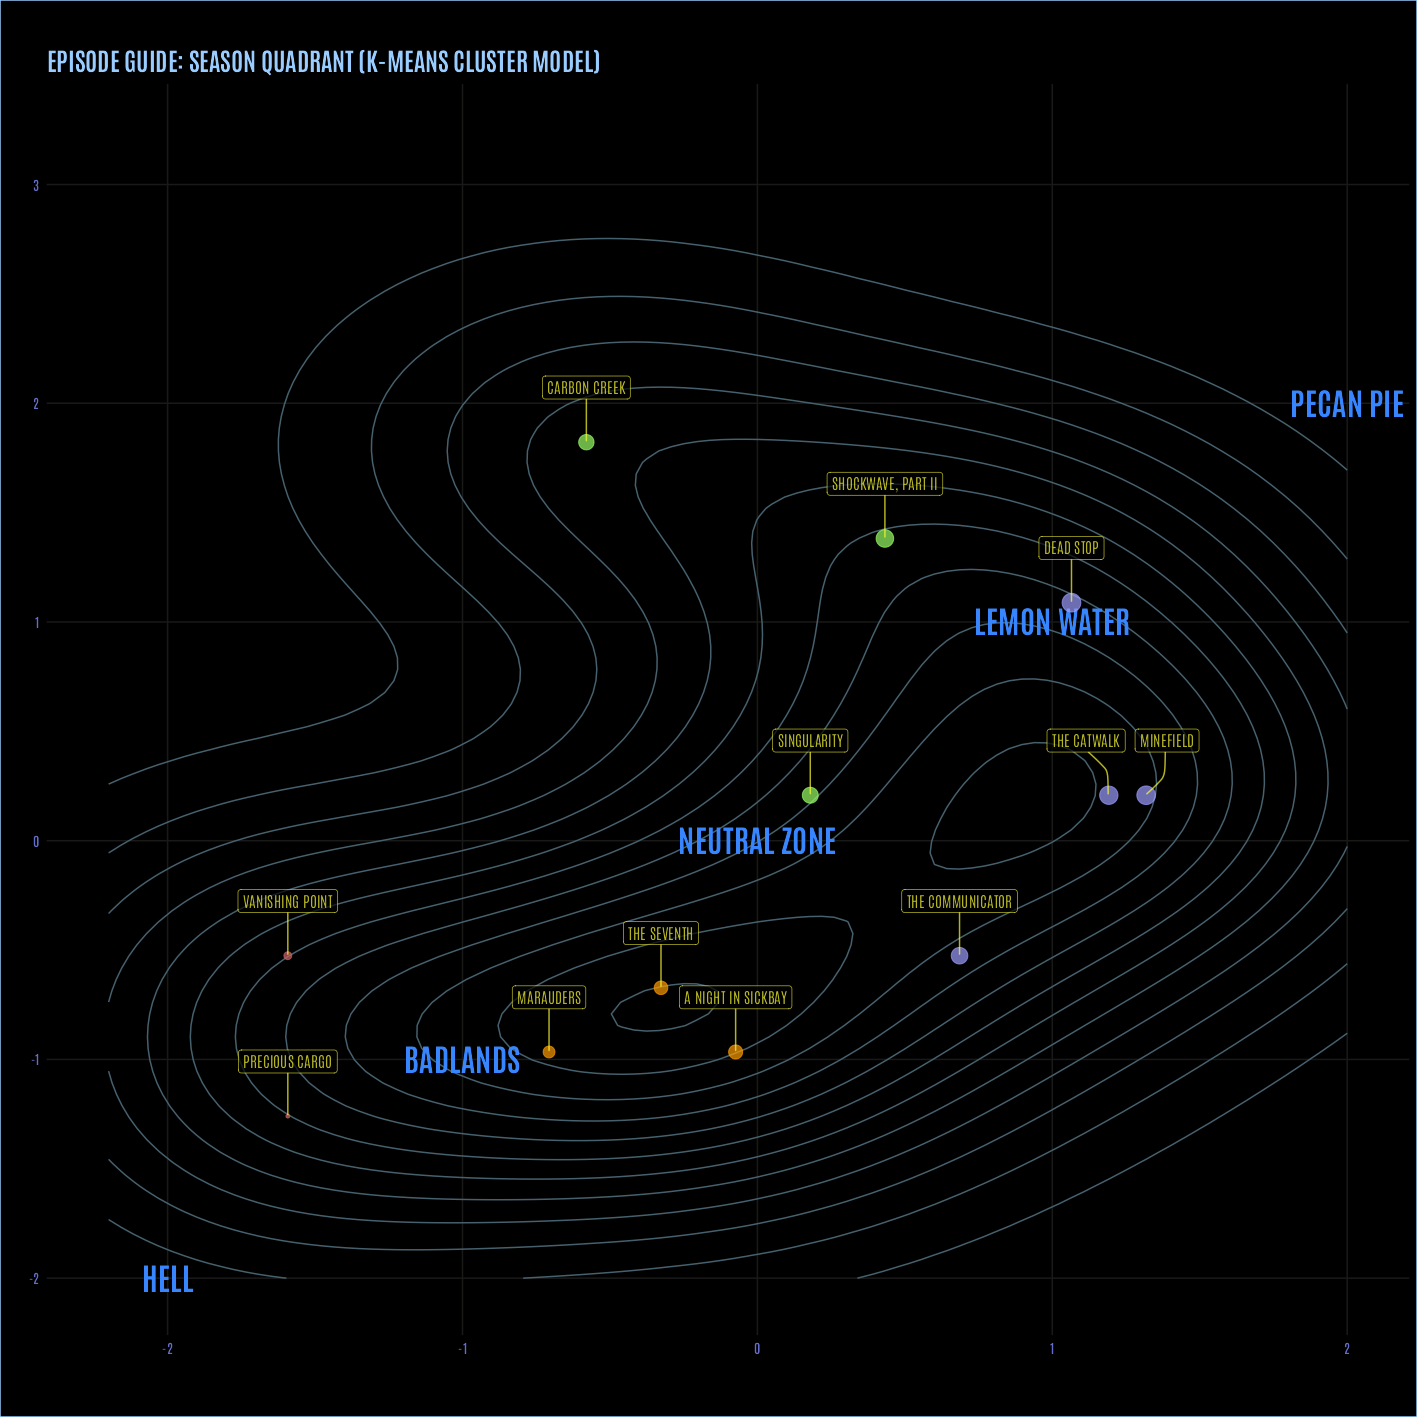 EPISODE GUIDE: SEASON QUADRANT (K-MEANS CLUSTER MODEL)
3
2
1
0
-1
-2
CARBON CREEK
PECAN PIE
SHOCKWAVE, PART II
DEAD STOP
LEMON WATER
SINGULARITY
THE CATWALK
MINEFIELD
NEUTRAL ZONE
VANISHING POINT
THE COMMUNICATOR
THE SEVENTH
MARAUDERS
A NIGHT IN SICKBAY
BADLANDS
PRECIOUS CARGO
HELL
-2
-1
0
1
2